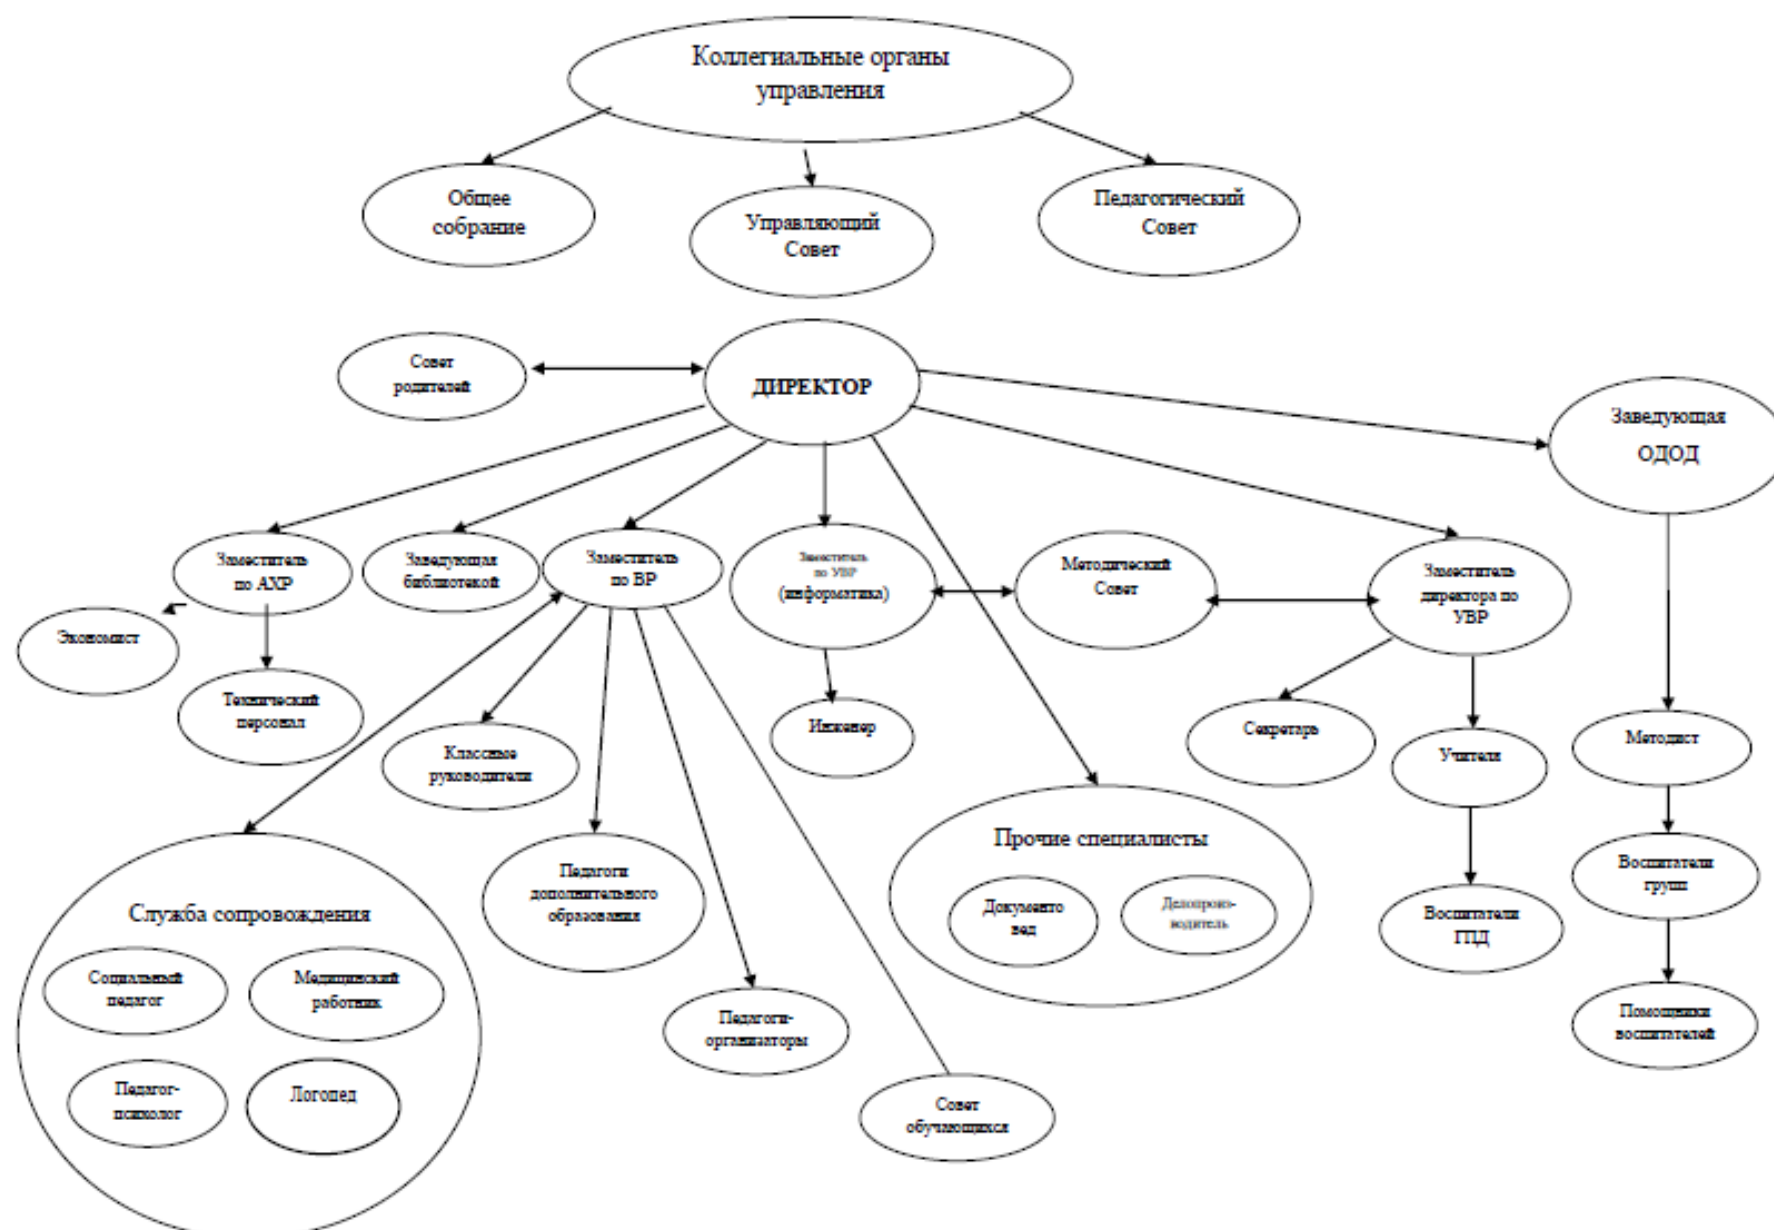 Коллегиальные органы
управления
Общее
собрание
Управляющий
Совет
Педагогический
Совет
Совет
родителей
ДИРЕКТОР
Заведующая
ОДОД
Заместитель
по АХР
Заведующая
библиотекой
Заместитель
по ВР
Заместитель
по УВР
(информатика)
Методический
Совет
Заместитель
директора по
УВР
Экономист
Технический
персонал
Классные
руководители
Инженер
Секретарь
Учителя
Методист
Прочие специалисты
Документо
вед
Делопроиз-
водитель
Воспитатели
ГПД
Воспитатели
групп
Помощники
воспитателей
Педагоги
дополнительного
образования
Служба сопровождения
Социальный
педагог
Медицинский
работник
Педагог-
психолог
Логопед
Педагоги-
организаторы
Совет
обучающихся